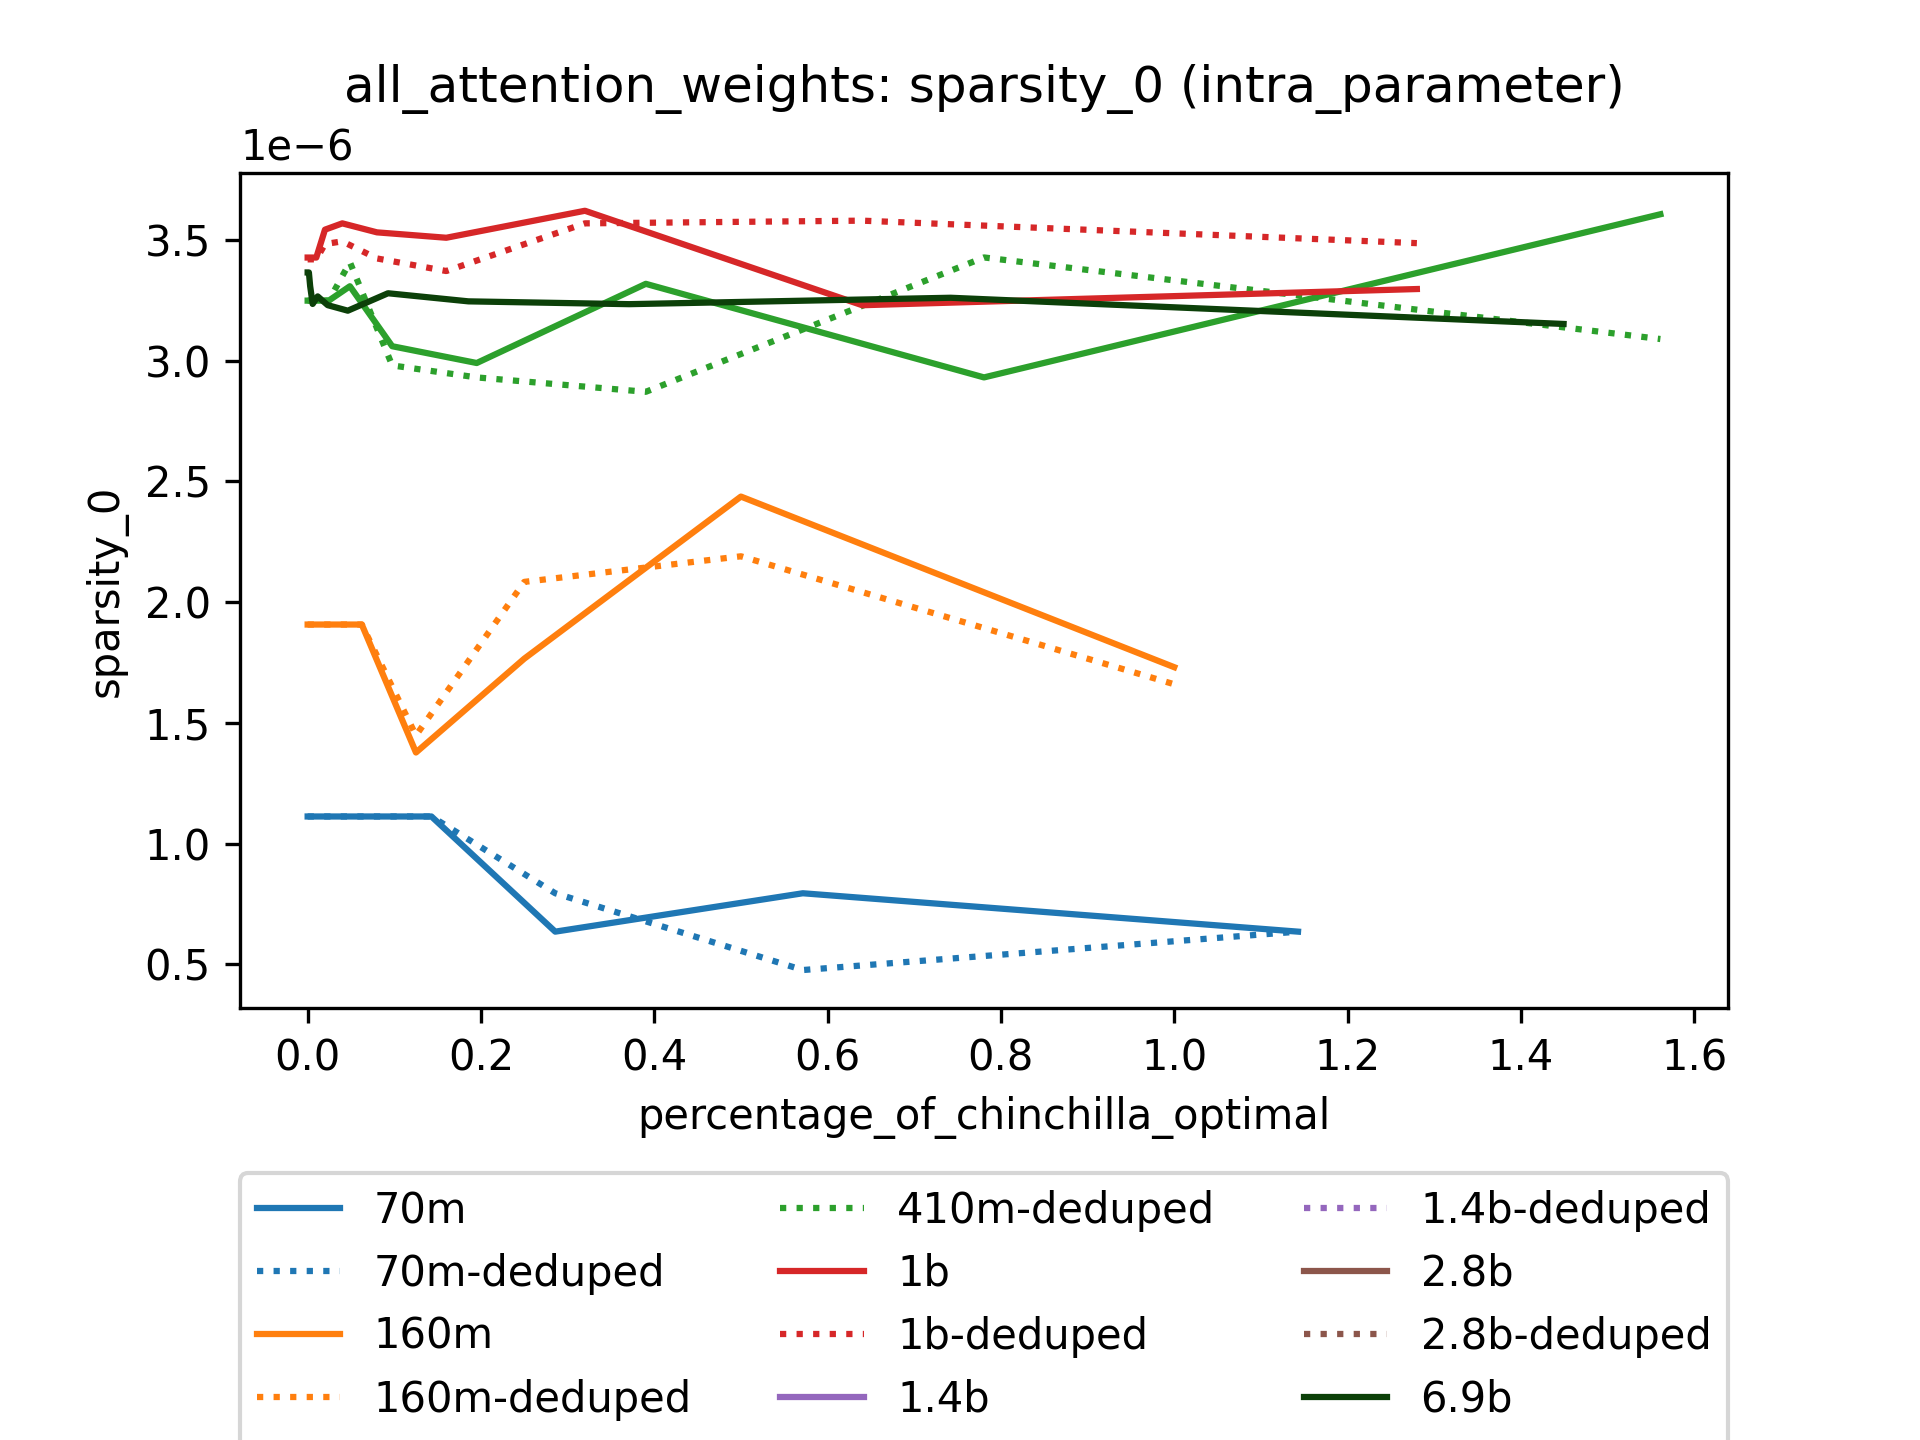 all_attention_weights: sparsity_0 (intra_parameter)
1e−6
3.5
3.0
2.5
2.0
1.5
1.0
0.5
sparsity_0
0.0 0.2 0.4 0.6 0.8 1.0 1.2 1.4 1.6
percentage_of_chinchilla_optimal
70m
70m-deduped
160m
160m-deduped
410m-deduped
1b
1b-deduped
1.4b
1.4b-deduped
2.8b
2.8b-deduped
6.9b